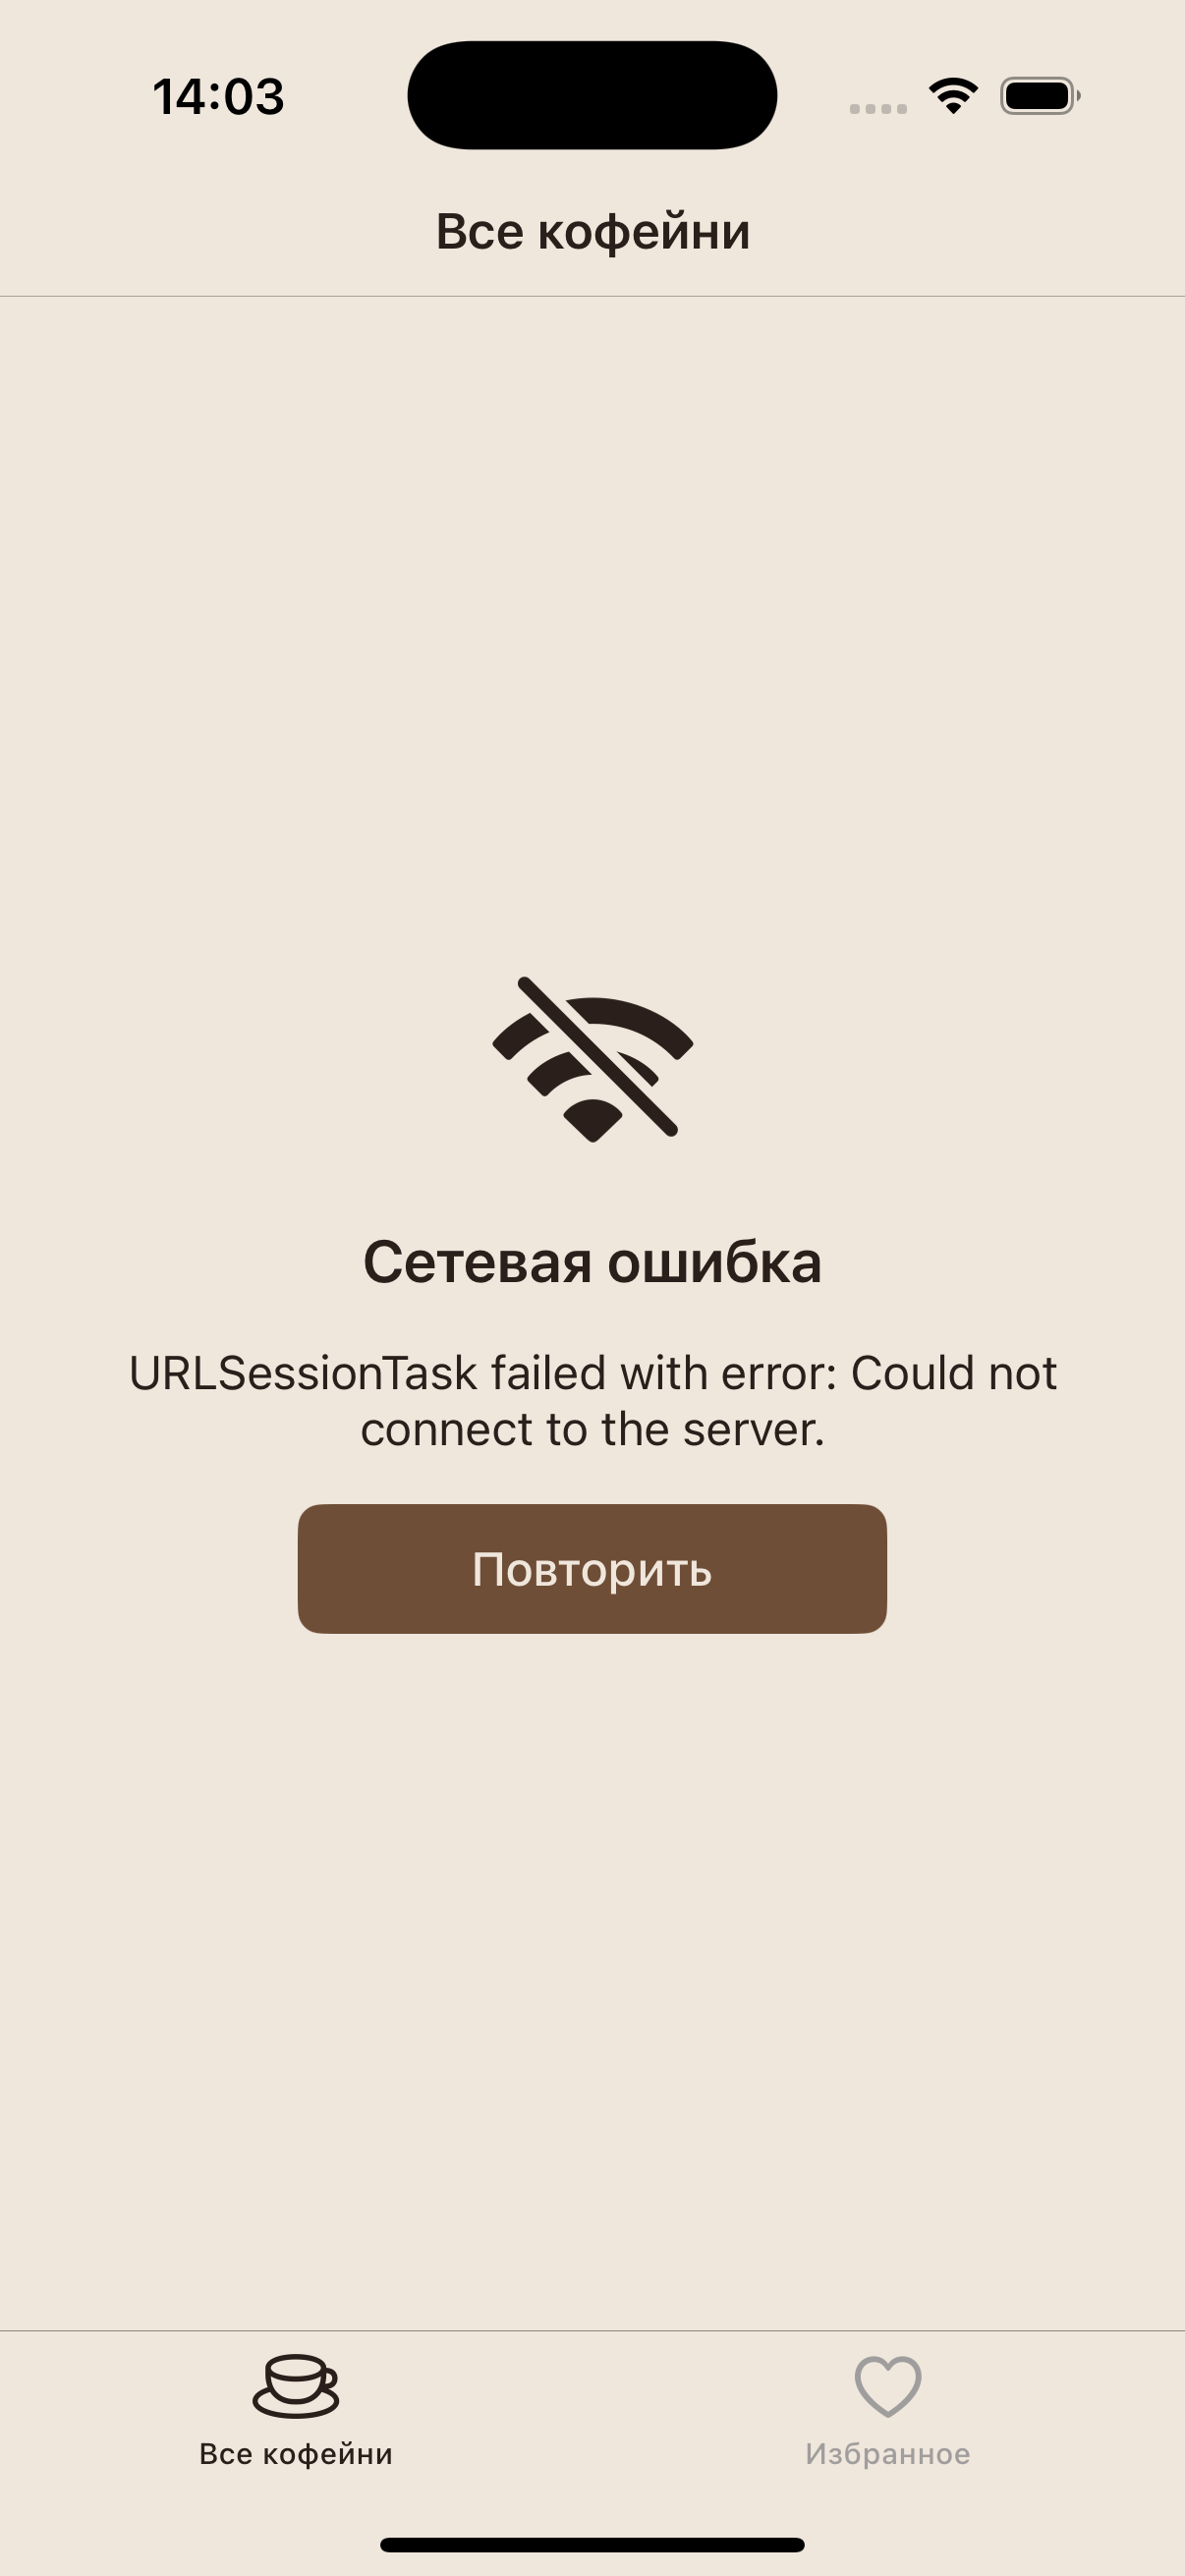 14:03
Все кофейни
Сетевая ошибка
URLSessionTask failed with error: Could not
connect to the server.
Повторить
Все кофейни
Избранное